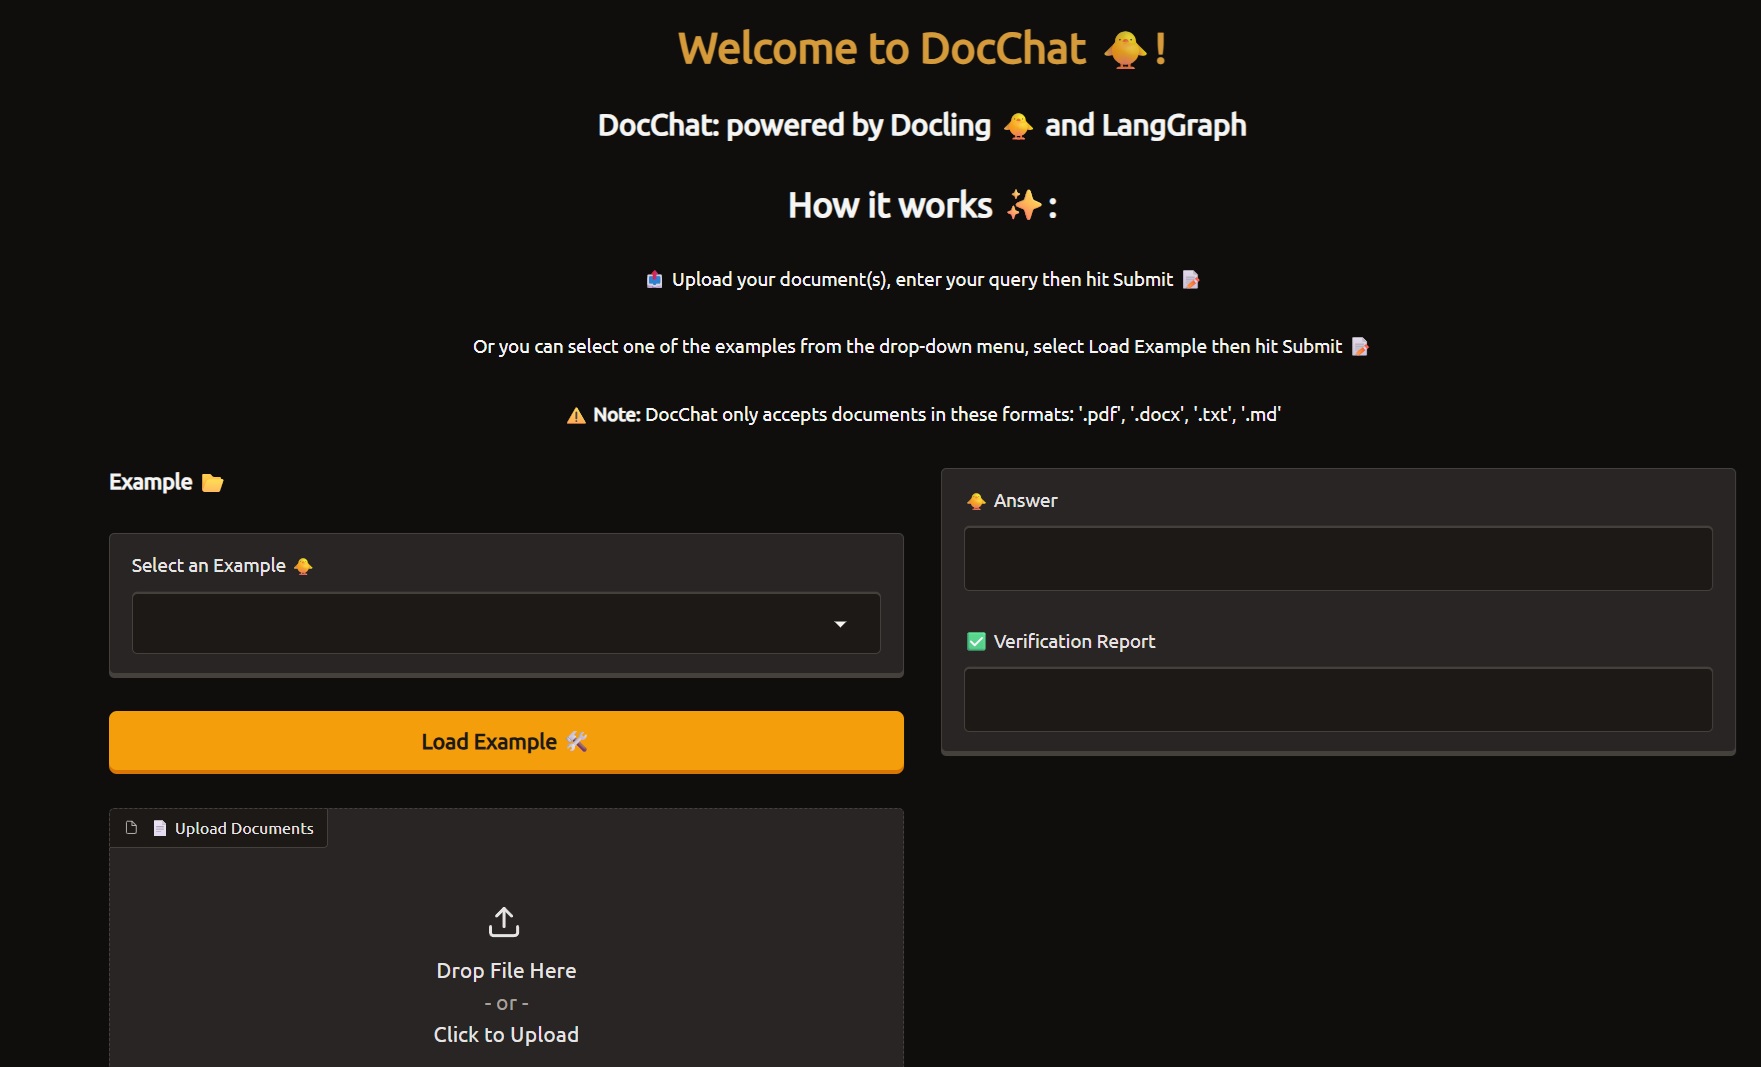 Welcome to DocChat 🐥!
DocChat: powered by Docling 🐥 and LangGraph
How it works ✨:
📤 Upload your document(s), enter your query then hit Submit 📝
Or you can select one of the examples from the drop-down menu, select Load Example then hit Submit 📝
⚠️ Note: DocChat only accepts documents in these formats: '.pdf', '.docx', '.txt', '.md'
Example 📂
Select an Example 🐥
Load Example 🛠️
📄 Upload Documents
Drop File Here
- or -
Click to Upload
🐥 Answer
✅ Verification Report